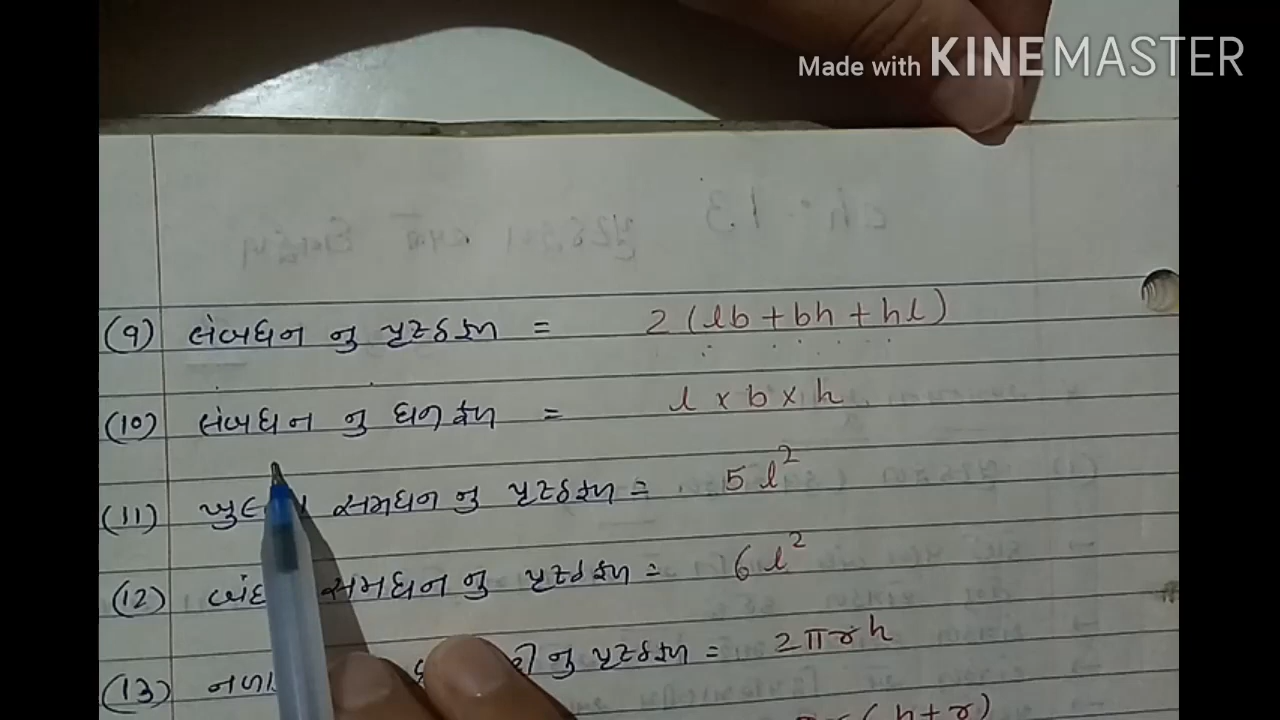 Made with KINEMASTER
(9) લંબઘન નુ પૃષ્ઠફળ = 2 (lb + bh + hl)
(10) લંબઘન નુ ઘનફળ = l × b × h
(11) સમઘન નુ પૃષ્ઠફળ = 5 l²
(12) સમઘન નુ પૃષ્ઠફળ = 6 l²
(13) નુ પૃષ્ઠફળ = 2πrh
(h + r)